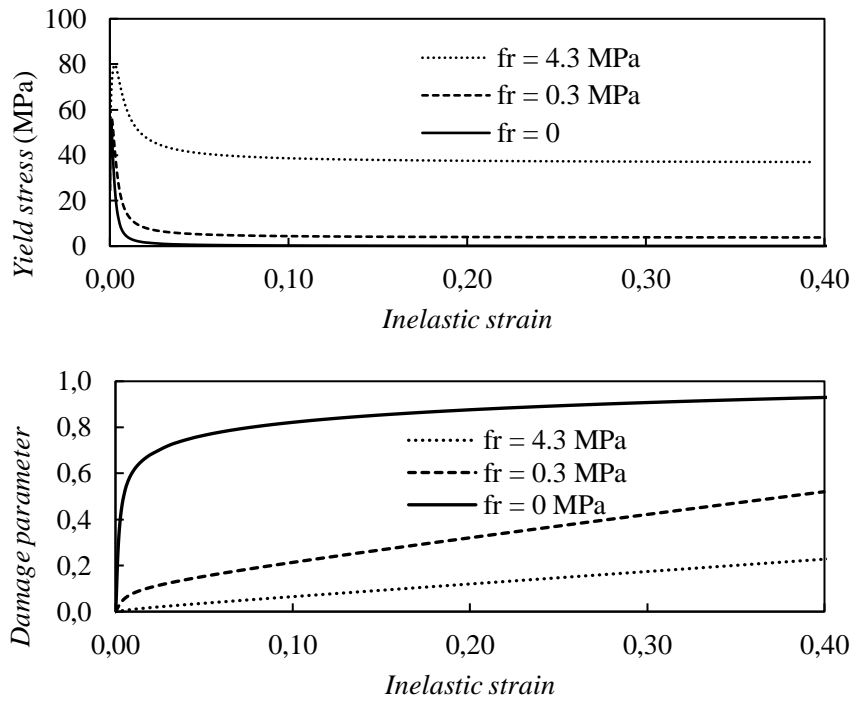 100
80
60
40
20
0
Yield stress (MPa)
fr = 4.3 MPa
fr = 0.3 MPa
fr = 0
0,00 0,10 0,20 0,30 0,40
Inelastic strain
1,0
0,8
0,6
0,4
0,2
0,0
Damage parameter
fr = 4.3 MPa
fr = 0.3 MPa
fr = 0 MPa
0,00 0,10 0,20 0,30 0,40
Inelastic strain